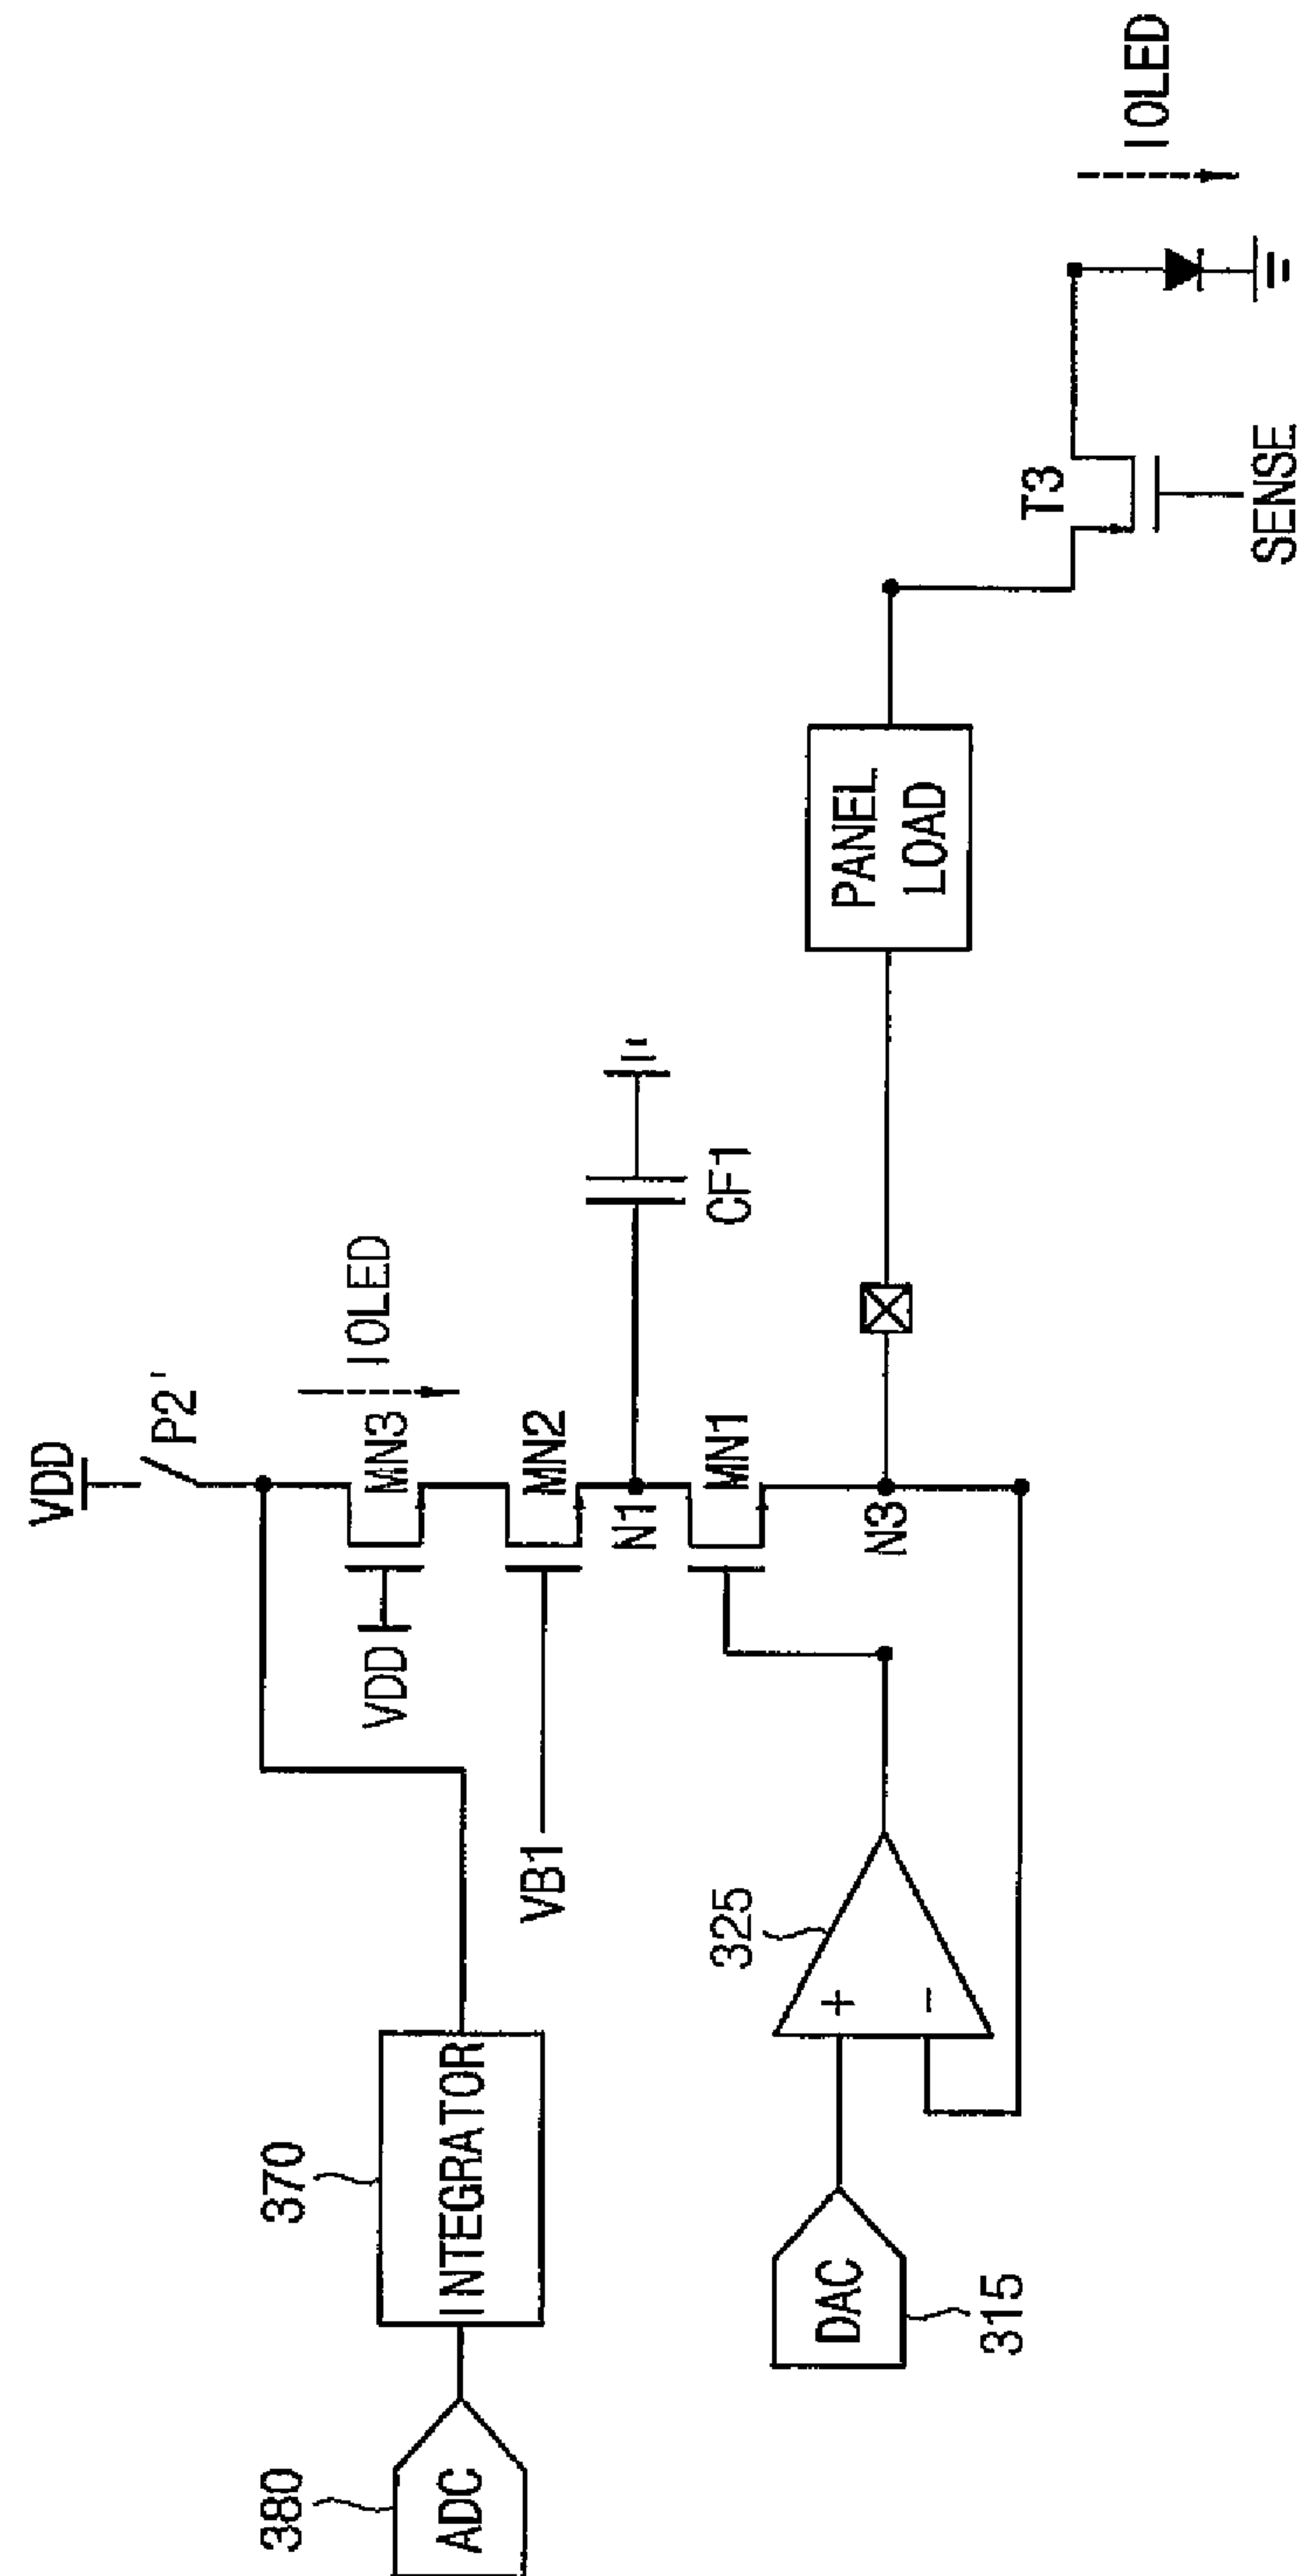 VDD
P2'
IOLED
MN3
VDD
MN2
VB1
N1
CF1
MN1
N3
370
INTEGRATOR
380
ADC
325
+
-
DAC
315
PANEL
LOAD
T3
SENSE
IOLED